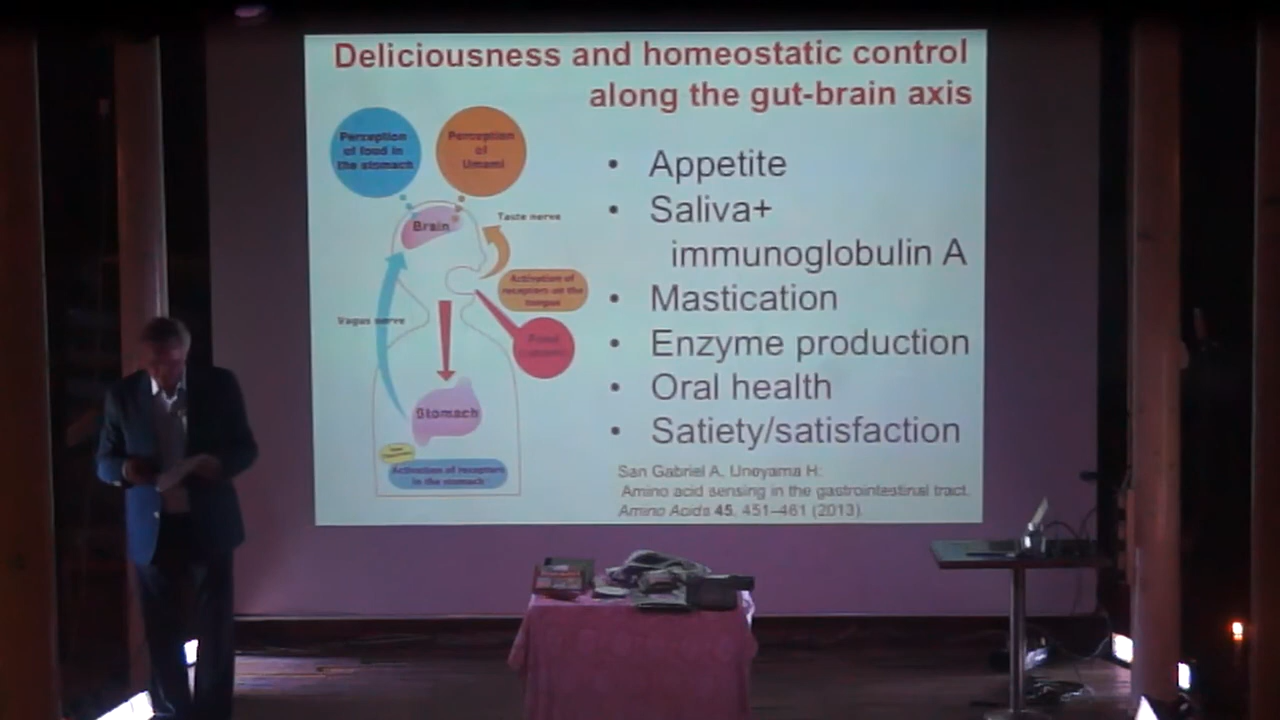 Deliciousness and homeostatic control
along the gut-brain axis
Perception
of food in
the stomach
Perception
of
Umami
Brain
Taste nerve
Activation of
receptors on the
tongue
Vagus nerve
Food
Stomach
Activation of receptors
in the stomach
• Appetite
• Saliva+
immunoglobulin A
• Mastication
• Enzyme production
• Oral health
• Satiety/satisfaction
San Gabriel A, Uneyama H:
Amino acid sensing in the gastrointestinal tract.
Amino Acids 45, 451–461 (2013)